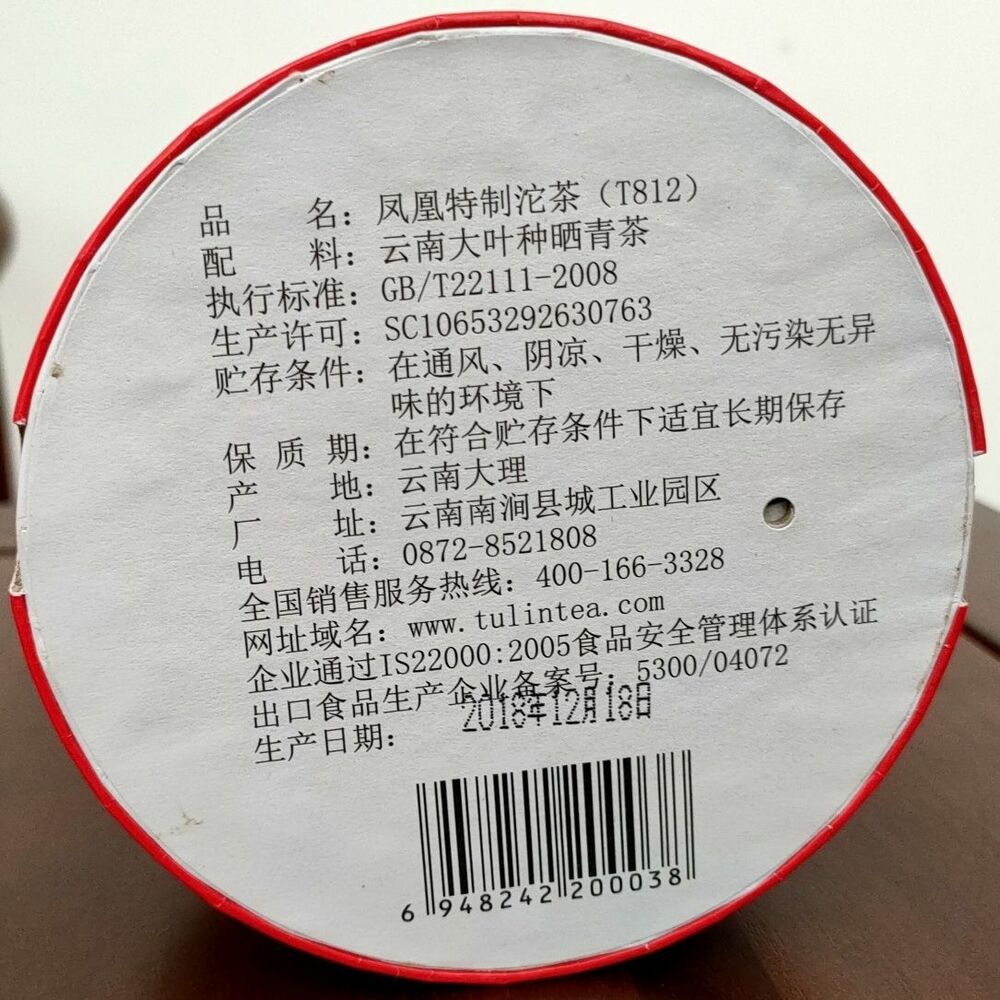 品 名：凤凰特制沱茶（T812）
配 料：云南大叶种晒青茶
执行标准：GB/T22111-2008
生产许可：SC10653292630763
贮存条件：在通风、阴凉、干燥、无污染无异
味的环境下
保 质 期：在符合贮存条件下适宜长期保存
产 地：云南大理
厂 址：云南南涧县城工业园区
电 话：0872-8521808
全国销售服务热线：400-166-3328
网址域名：www.tulintea.com
企业通过IS22000:2005食品安全管理体系认证
出口食品生产企业备案号：5300/04072
生产日期：2018年12月18日
6 948242 200038